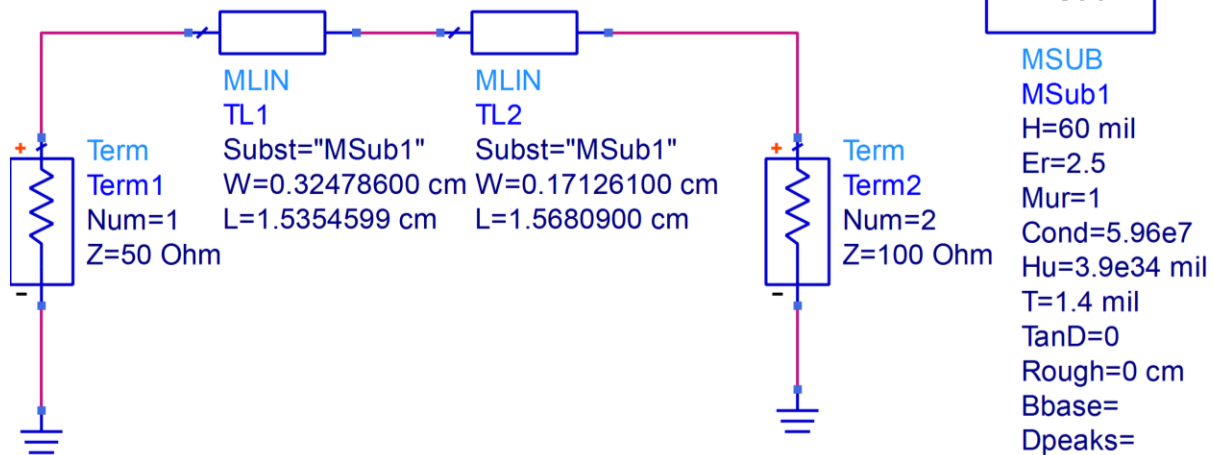 MLIN
TL1
Subst="MSub1"
W=0.32478600 cm
L=1.5354599 cm
MLIN
TL2
Subst="MSub1"
W=0.17126100 cm
L=1.5680900 cm
+
Term
Term1
Num=1
Z=50 Ohm
-
+
Term
Term2
Num=2
Z=100 Ohm
-
MSUB
MSub1
H=60 mil
Er=2.5
Mur=1
Cond=5.96e7
Hu=3.9e34 mil
T=1.4 mil
TanD=0
Rough=0 cm
Bbase=
Dpeaks=